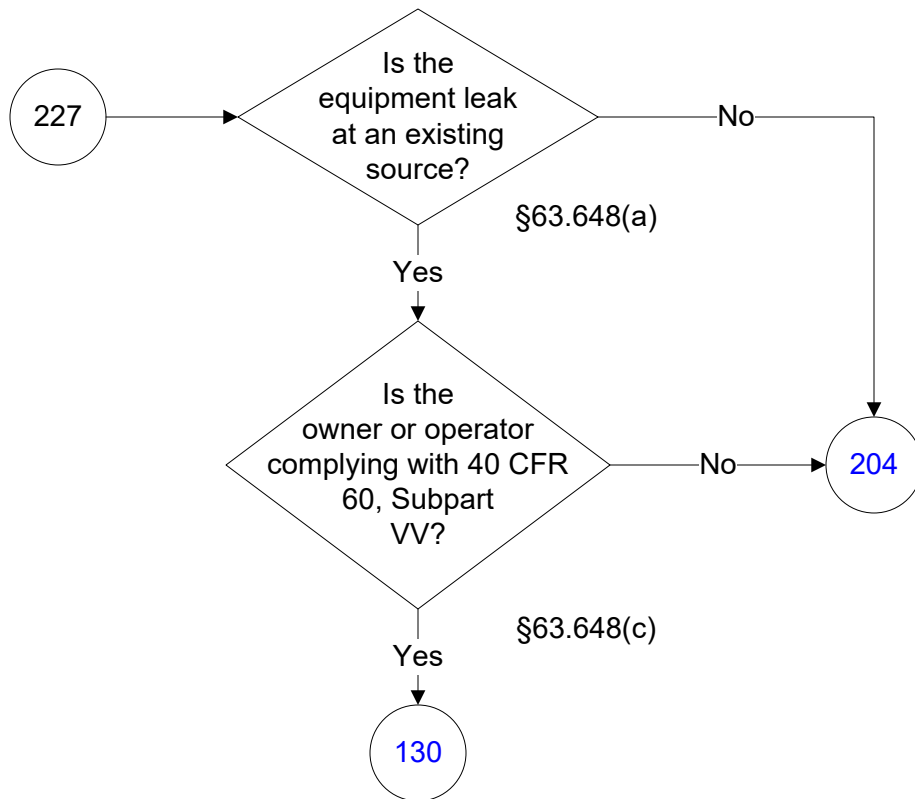 Is the
equipment leak
at an existing
source?
227
No
§63.648(a)
Yes
Is the
owner or operator
complying with 40 CFR
60, Subpart
VV?
No
204
§63.648(c)
Yes
130